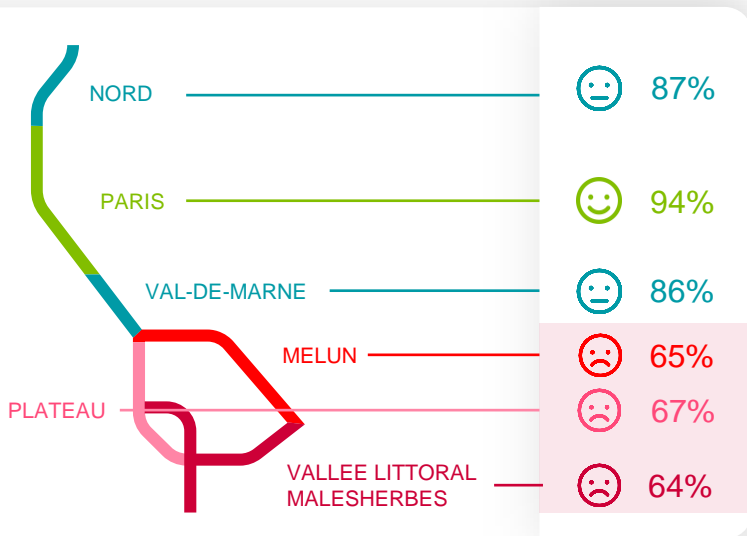 NORD 87%
PARIS 94%
VAL-DE-MARNE 86%
MELUN 65%
PLATEAU 67%
VALLEE LITTORAL
MALESHERBES 64%